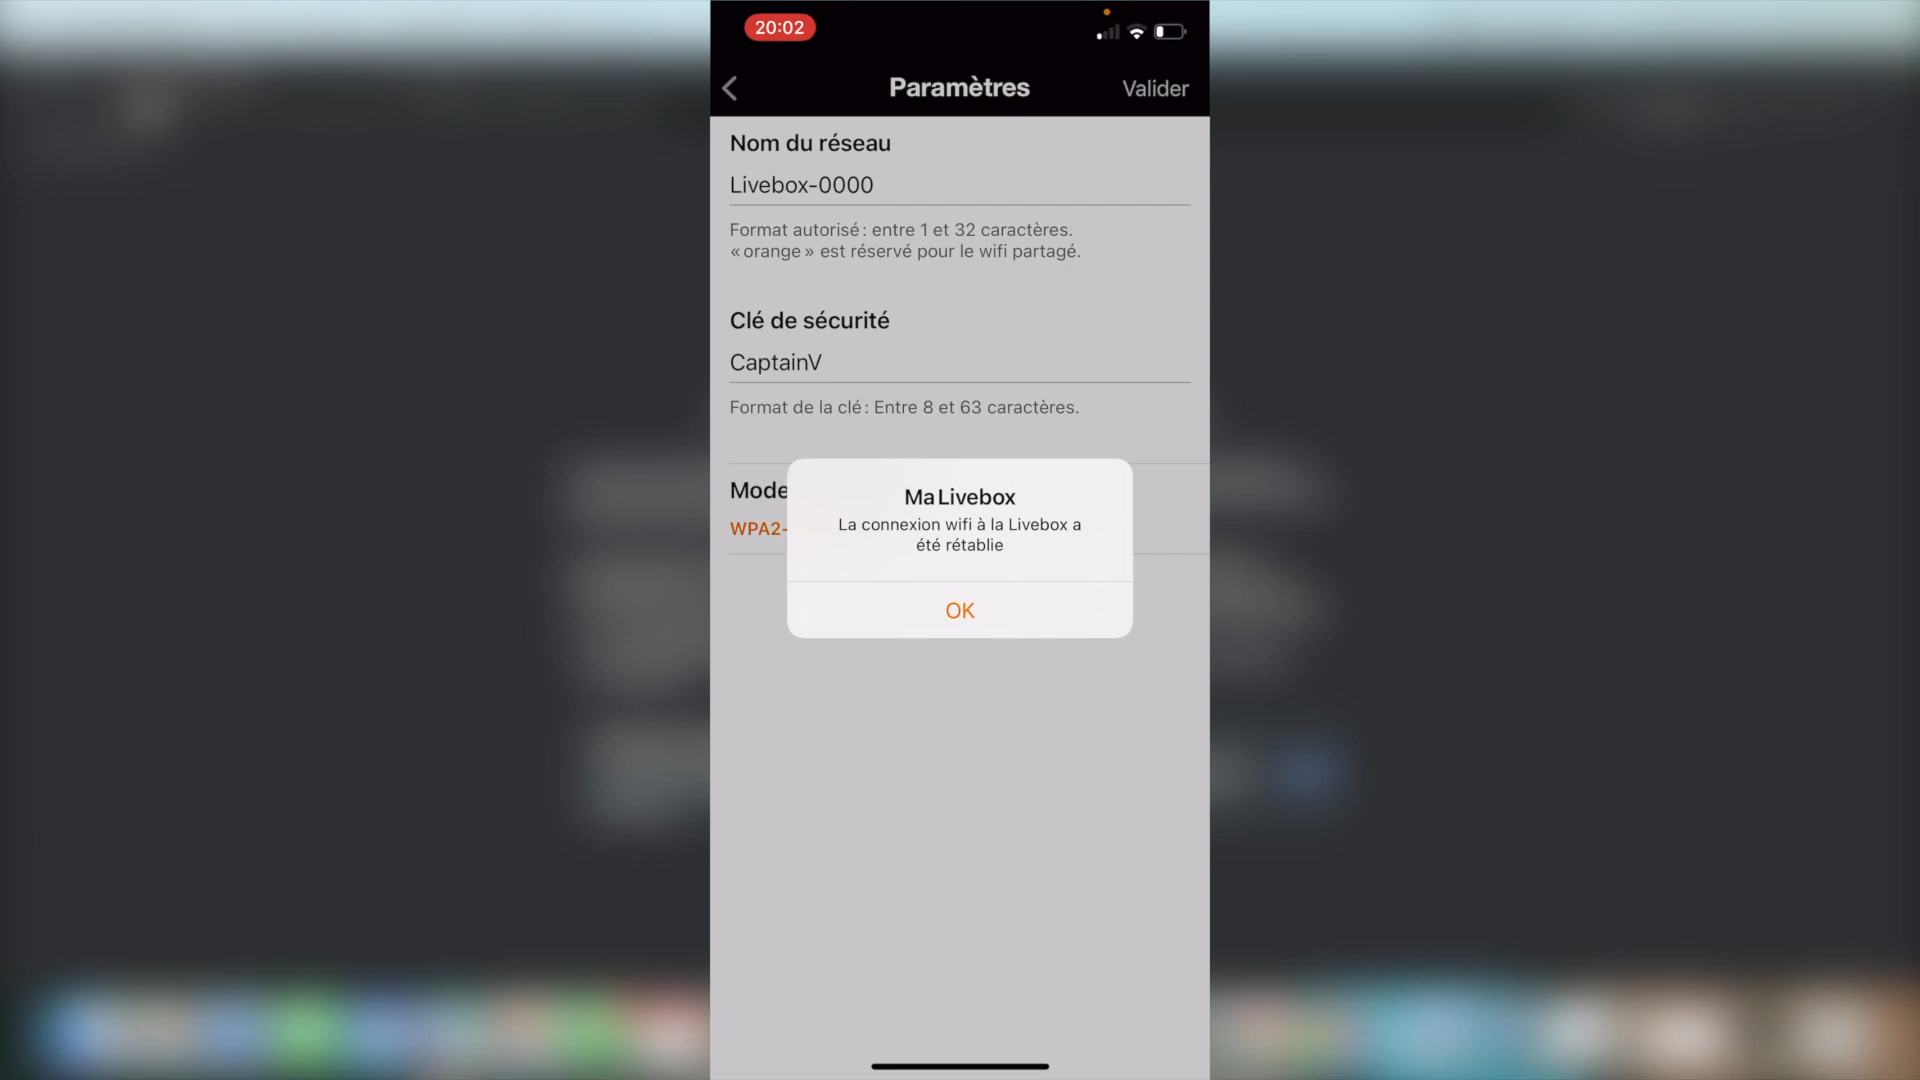 20:02
Paramètres
Valider
Nom du réseau
Livebox-0000
Format autorisé : entre 1 et 32 caractères.
« orange » est réservé pour le wifi partagé.
Clé de sécurité
CaptainV
Format de la clé : Entre 8 et 63 caractères.
Mode
WPA2-
Ma Livebox
La connexion wifi à la Livebox a
été rétablie
OK